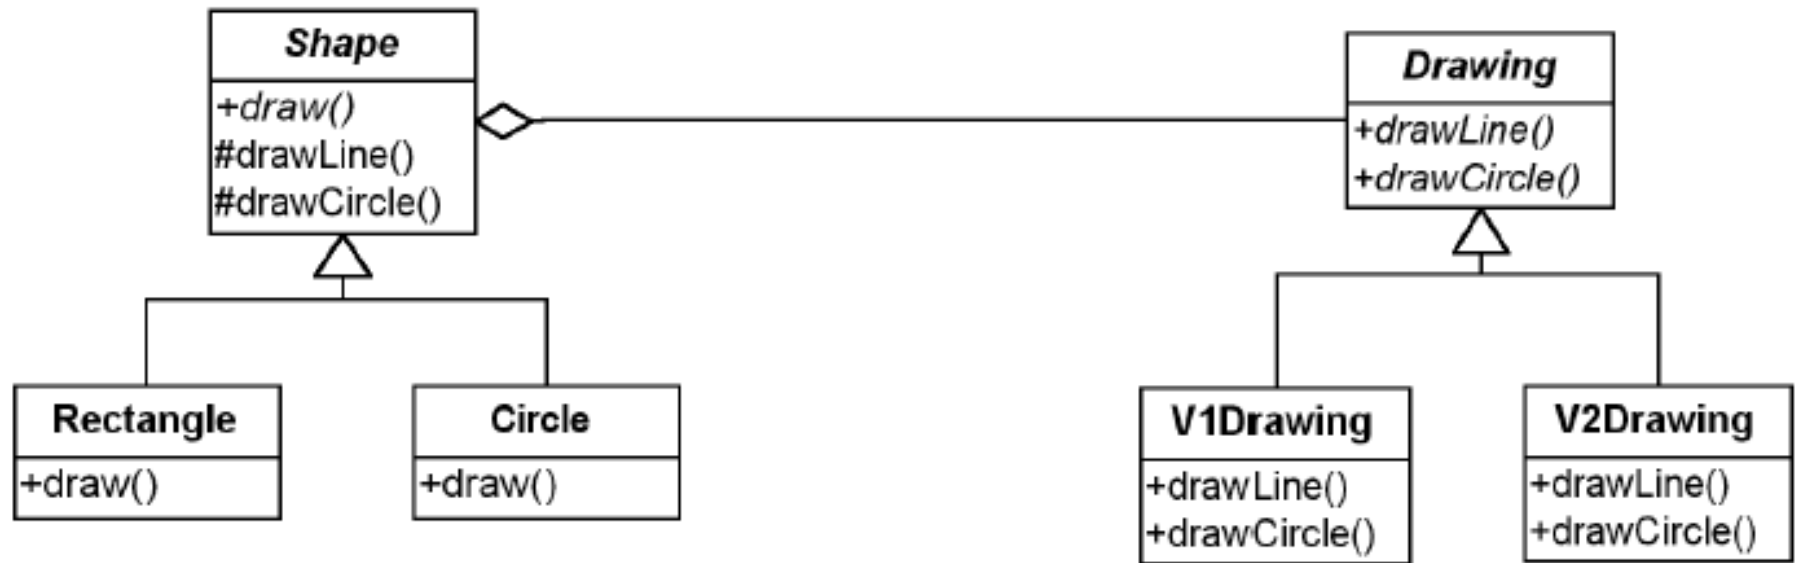 Shape
+draw()
#drawLine()
#drawCircle()
Drawing
+drawLine()
+drawCircle()
Rectangle
+draw()
Circle
+draw()
V1Drawing
+drawLine()
+drawCircle()
V2Drawing
+drawLine()
+drawCircle()